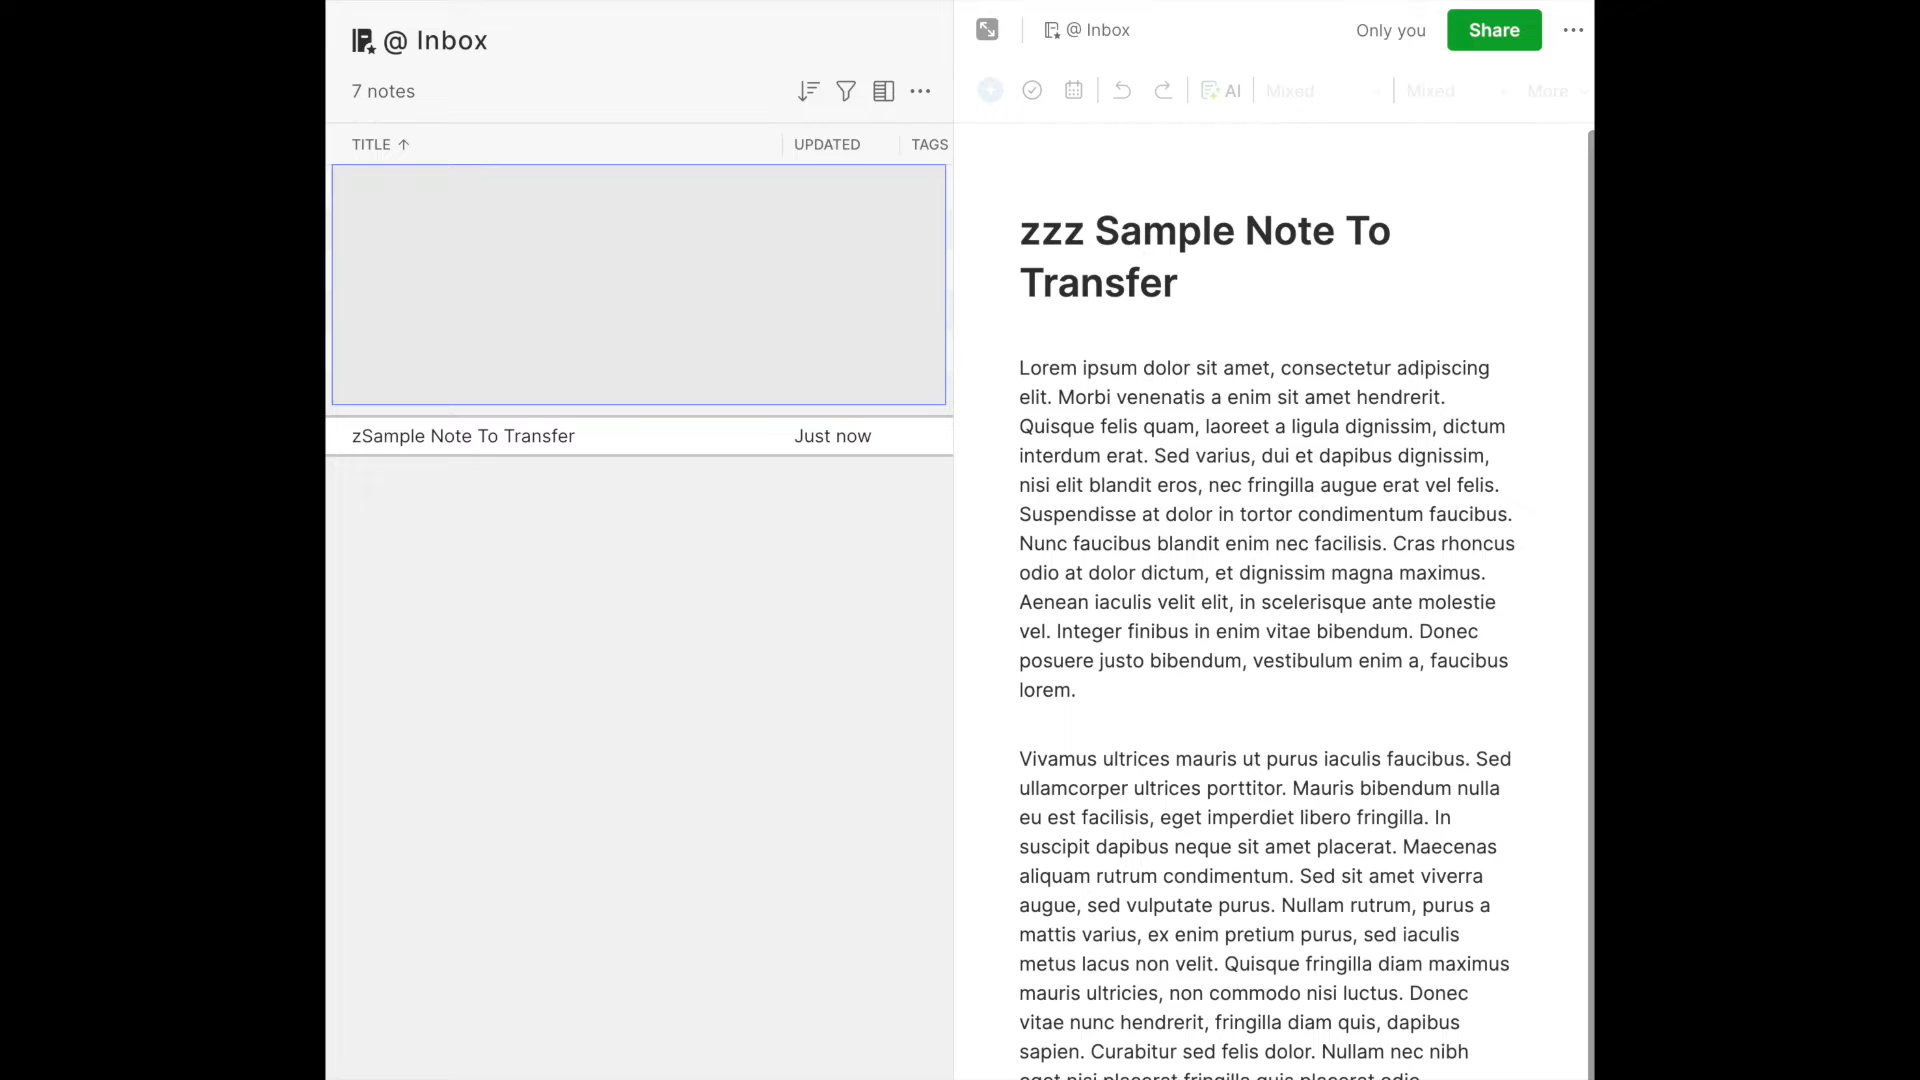 @ Inbox
7 notes
TITLE ↑ UPDATED TAGS
zSample Note To Transfer Just now
@ Inbox Only you Share
AI Mixed Mixed More
zzz Sample Note To
Transfer
Lorem ipsum dolor sit amet, consectetur adipiscing
elit. Morbi venenatis a enim sit amet hendrerit.
Quisque felis quam, laoreet a ligula dignissim, dictum
interdum erat. Sed varius, dui et dapibus dignissim,
nisi elit blandit eros, nec fringilla augue erat vel felis.
Suspendisse at dolor in tortor condimentum faucibus.
Nunc faucibus blandit enim nec facilisis. Cras rhoncus
odio at dolor dictum, et dignissim magna maximus.
Aenean iaculis velit elit, in scelerisque ante molestie
vel. Integer finibus in enim vitae bibendum. Donec
posuere justo bibendum, vestibulum enim a, faucibus
lorem.
Vivamus ultrices mauris ut purus iaculis faucibus. Sed
ullamcorper ultrices porttitor. Mauris bibendum nulla
eu est facilisis, eget imperdiet libero fringilla. In
suscipit dapibus neque sit amet placerat. Maecenas
aliquam rutrum condimentum. Sed sit amet viverra
augue, sed vulputate purus. Nullam rutrum, purus a
mattis varius, ex enim pretium purus, sed iaculis
metus lacus non velit. Quisque fringilla diam maximus
mauris ultricies, non commodo nisi luctus. Donec
vitae nunc hendrerit, fringilla diam quis, dapibus
sapien. Curabitur sed felis dolor. Nullam nec nibh
eget nisi placerat fringilla quis placerat odio.